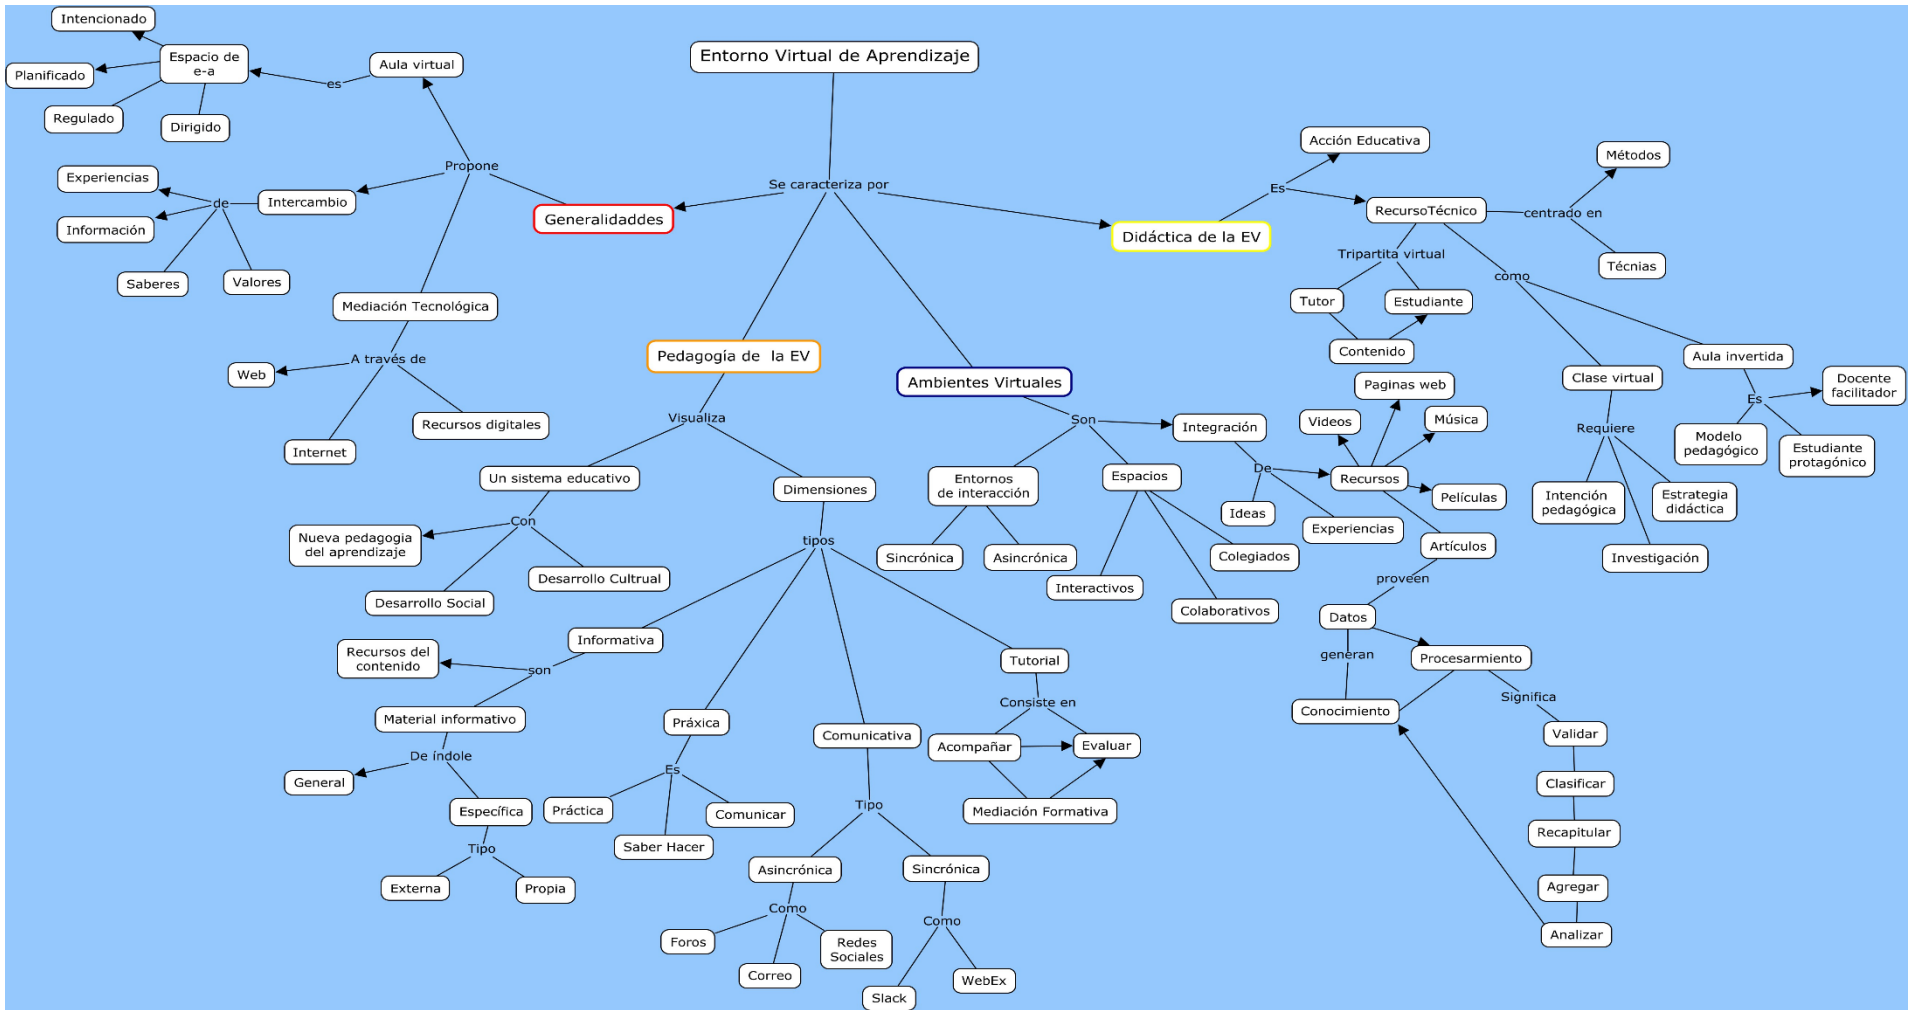 Entorno Virtual de Aprendizaje
Se caracteriza por
Generalidaddes
Propone
Aula virtual
es
Espacio de
e-a
Intencionado
Planificado
Regulado
Dirigido
Intercambio
de
Experiencias
Información
Saberes
Valores
Mediación Tecnológica
A través de
Web
Internet
Recursos digitales
Pedagogía de la EV
Visualiza
Un sistema educativo
Con
Nueva pedagogia
del aprendizaje
Desarrollo Social
Desarrollo Cultrual
Dimensiones
tipos
Informativa
son
Recursos del
contenido
Material informativo
De índole
General
Específica
Tipo
Externa
Propia
Práxica
Es
Práctica
Saber Hacer
Comunicar
Comunicativa
Tipo
Asincrónica
Como
Foros
Correo
Redes
Sociales
Sincrónica
Como
Slack
WebEx
Tutorial
Consiste en
Acompañar
Evaluar
Mediación Formativa
Ambientes Virtuales
Son
Entornos
de interacción
Sincrónica
Asincrónica
Espacios
Interactivos
Colaborativos
Colegiados
Integración
De
Ideas
Experiencias
Recursos
Videos
Paginas web
Música
Películas
Artículos
proveen
Datos
generan
Conocimiento
Procesarmiento
Significa
Validar
Clasificar
Recapitular
Agregar
Analizar
Didáctica de la EV
Es
Acción Educativa
RecursoTécnico
centrado en
Métodos
Técnias
Tripartita virtual
Tutor
Estudiante
Contenido
como
Clase virtual
Requiere
Intención
pedagógica
Investigación
Estrategia
didáctica
Aula invertida
Es
Docente
facilitador
Modelo
pedagógico
Estudiante
protagónico